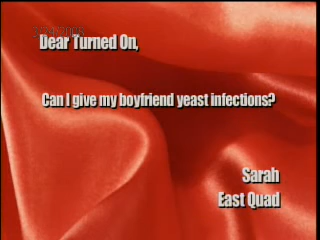 Dear Turned On,
Can I give my boyfriend yeast infections?
Sarah
East Quad